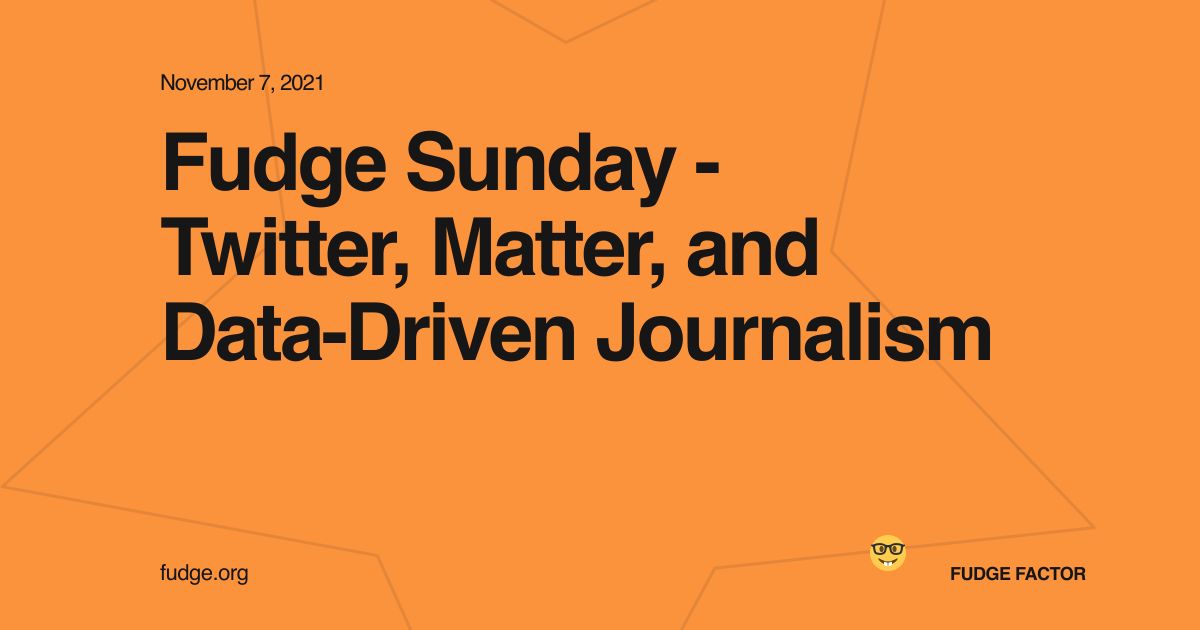 November 7, 2021
Fudge Sunday -
Twitter, Matter, and
Data-Driven Journalism
fudge.org
FUDGE FACTOR